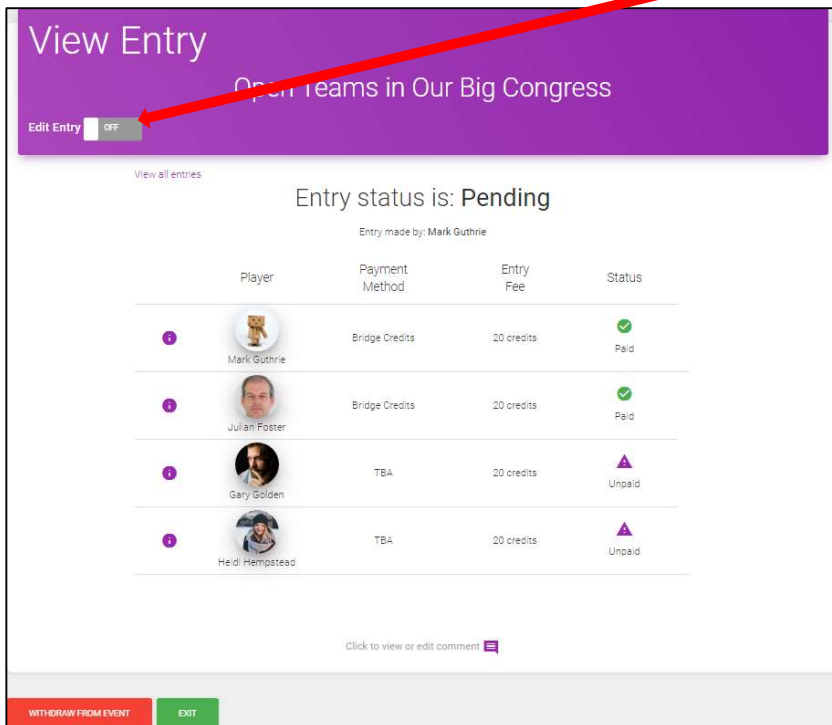 View Entry
Open Teams in Our Big Congress
Edit Entry OFF
View all entries
Entry status is: Pending
Entry made by: Mark Guthrie
Player Payment Method Entry Fee Status
Mark Guthrie Bridge Credits 20 credits Paid
Julian Foster Bridge Credits 20 credits Paid
Gary Golden TBA 20 credits Unpaid
Heidi Hempstead TBA 20 credits Unpaid
Click to view or edit comment
WITHDRAW FROM EVENT EXIT